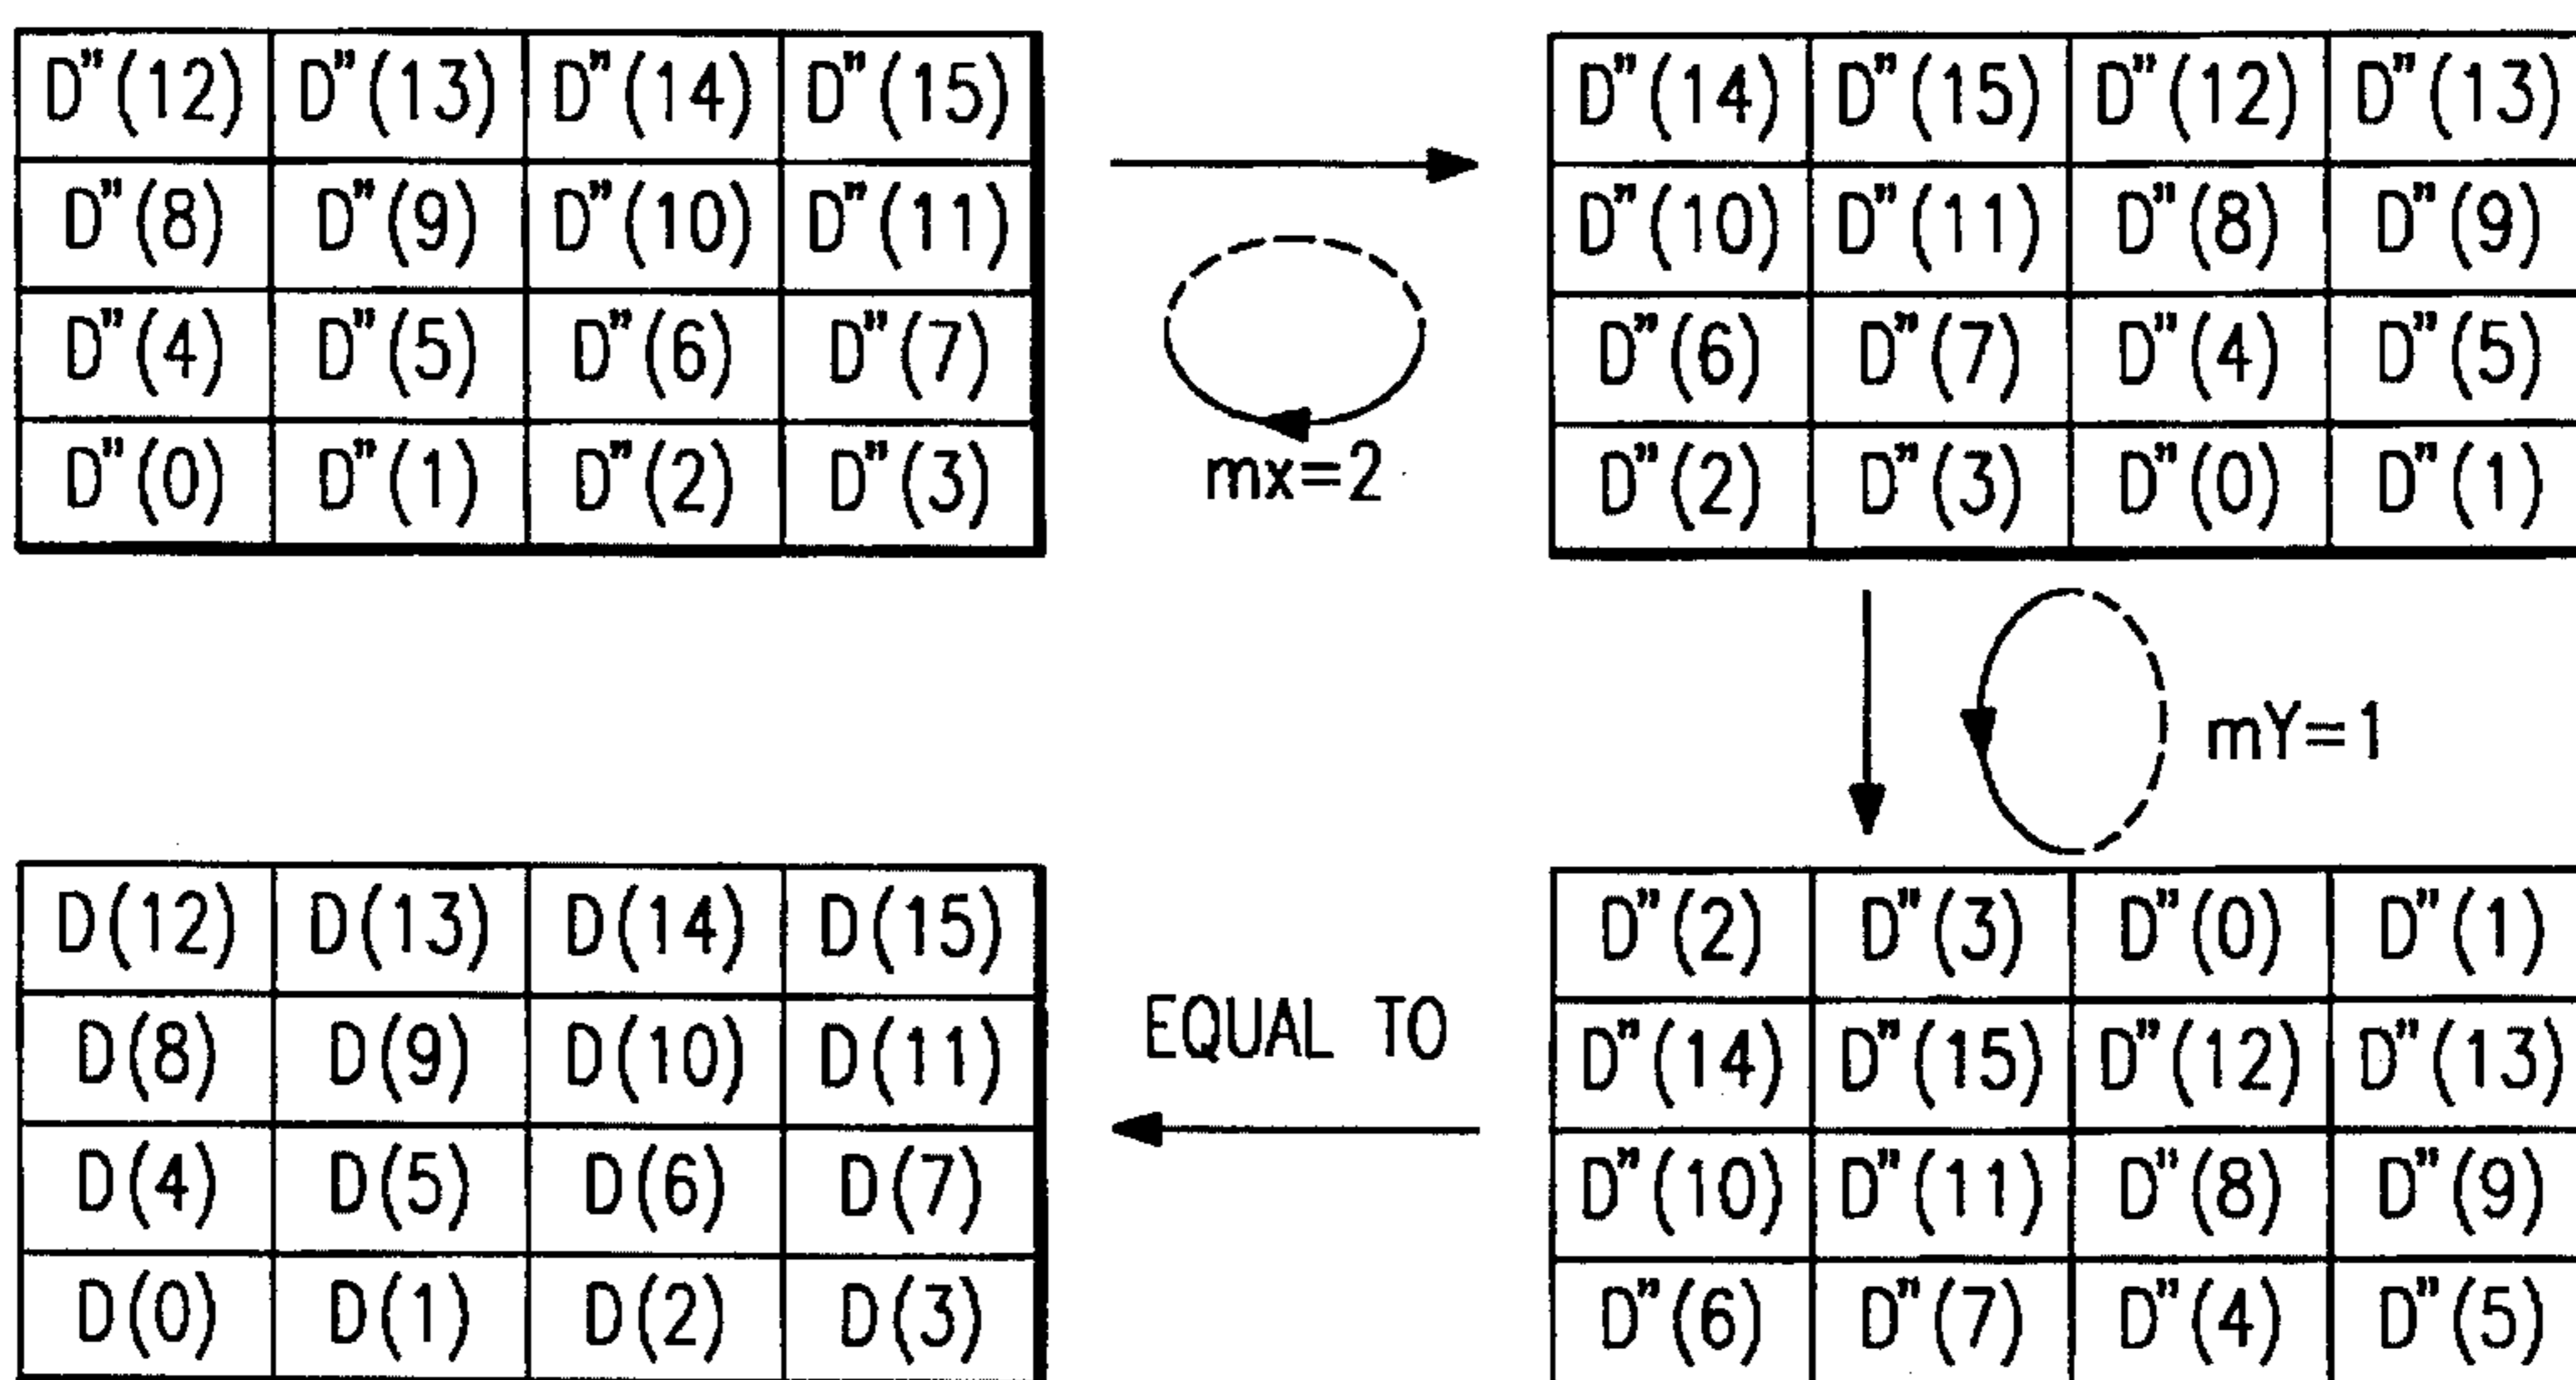 D"(12) D"(13) D"(14) D"(15)
D"(8) D"(9) D"(10) D"(11)
D"(4) D"(5) D"(6) D"(7)
D"(0) D"(1) D"(2) D"(3)
mx=2
D"(14) D"(15) D"(12) D"(13)
D"(10) D"(11) D"(8) D"(9)
D"(6) D"(7) D"(4) D"(5)
D"(2) D"(3) D"(0) D"(1)
mY=1
D(12) D(13) D(14) D(15)
D(8) D(9) D(10) D(11)
D(4) D(5) D(6) D(7)
D(0) D(1) D(2) D(3)
EQUAL TO
D"(2) D"(3) D"(0) D"(1)
D"(14) D"(15) D"(12) D"(13)
D"(10) D"(11) D"(8) D"(9)
D"(6) D"(7) D"(4) D"(5)